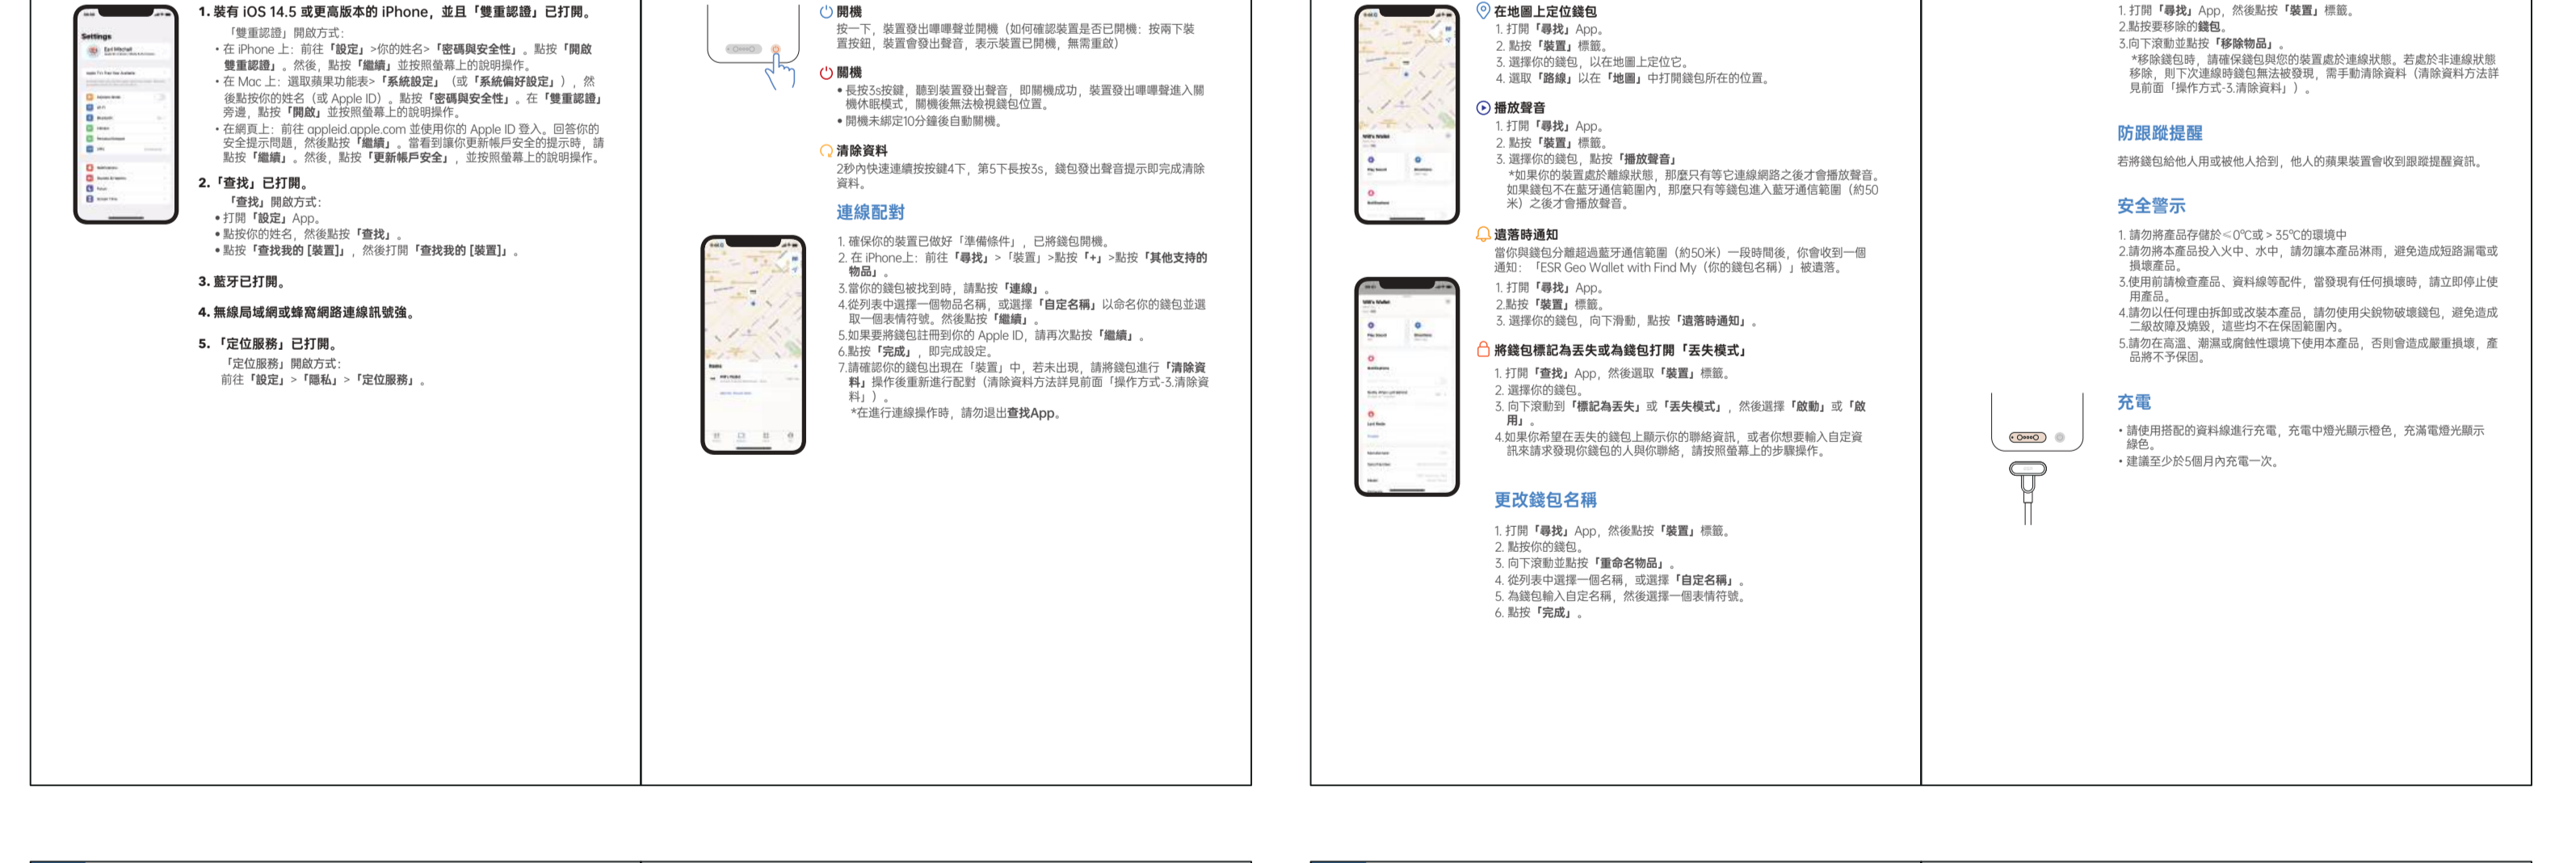 1. 裝有 iOS 14.5 或更高版本的 iPhone，並且「雙重認證」已打開。
「雙重認證」開啟方式：
• 在 iPhone 上：前往「設定」>你的姓名>「密碼與安全性」。點按「開啟
雙重認證」。然後，點按「繼續」並按照螢幕上的說明操作。
• 在 Mac 上：選取蘋果功能表>「系統設定」（或「系統偏好設定」），然
後點按你的姓名（或 Apple ID）。點按「密碼與安全性」。在「雙重認證」
旁邊，點按「開啟」並按照螢幕上的說明操作。
• 在網頁上：前往 appleid.apple.com 並使用你的 Apple ID 登入。回答你的
安全提示問題，然後點按「繼續」。當看到讓你更新帳戶安全的提示時，請
點按「繼續」。然後，點按「更新帳戶安全」，並按照螢幕上的說明操作。
2.「查找」已打開。
「查找」開啟方式：
• 打開「設定」App。
• 點按你的姓名，然後點按「查找」。
• 點按「查找我的 [裝置]」，然後打開「查找我的 [裝置]」。
3. 藍牙已打開。
4. 無線局域網或蜂窩網路連線訊號強。
5. 「定位服務」已打開。
「定位服務」開啟方式：
前往「設定」>「隱私」>「定位服務」。
Settings
開機
按一下，裝置發出嗶嗶聲並開機（如何確認裝置是否已開機：按兩下裝
置按鈕，裝置會發出聲音，表示裝置已開機，無需重啟）
關機
• 長按3s按鍵，聽到裝置發出聲音，即關機成功，裝置發出嗶嗶聲進入關
機休眠模式，關機後無法檢視錢包位置。
• 開機未綁定10分鐘後自動關機。
清除資料
2秒內快速連續按按鍵4下，第5下長按3s，錢包發出聲音提示即完成清除
資料。
連線配對
1. 確保你的裝置已做好「準備條件」，已將錢包開機。
2. 在 iPhone上：前往「尋找」>「裝置」>點按「+」>點按「其他支持的
物品」。
3.當你的錢包被找到時，請點按「連線」。
4.從列表中選擇一個物品名稱，或選擇「自定名稱」以命名你的錢包並選
取一個表情符號。然後點按「繼續」。
5.如果要將錢包註冊到你的 Apple ID，請再次點按「繼續」。
6.點按「完成」，即完成設定。
7.請確認你的錢包出現在「裝置」中，若未出現，請將錢包進行「清除資
料」操作後重新進行配對（清除資料方法詳見前面「操作方式-3.清除資
料」）。
*在進行連線操作時，請勿退出查找App。
在地圖上定位錢包
1. 打開「尋找」App。
2. 點按「裝置」標籤。
3. 選擇你的錢包，以在地圖上定位它。
4. 選取「路線」以在「地圖」中打開錢包所在的位置。
播放聲音
1. 打開「尋找」App。
2. 點按「裝置」標籤。
3. 選擇你的錢包，點按「播放聲音」
*如果你的裝置處於離線狀態，那麼只有等它連線網路之後才會播放聲音。
如果錢包不在藍牙通信範圍內，那麼只有等錢包進入藍牙通信範圍（約50
米）之後才會播放聲音。
遺落時通知
當你與錢包分離超過藍牙通信範圍（約50米）一段時間後，你會收到一個
通知：「ESR Geo Wallet with Find My（你的錢包名稱）」被遺落。
1. 打開「尋找」App。
2.點按「裝置」標籤。
3. 選擇你的錢包，向下滑動，點按「遺落時通知」。
將錢包標記為丟失或為錢包打開「丟失模式」
1. 打開「查找」App，然後選取「裝置」標籤。
2. 選擇你的錢包。
3. 向下滾動到「標記為丟失」或「丟失模式」，然後選擇「啟動」或「啟
用」。
4.如果你希望在丟失的錢包上顯示你的聯絡資訊，或者你想要輸入自定資
訊來請求發現你錢包的人與你聯絡，請按照螢幕上的步驟操作。
更改錢包名稱
1. 打開「尋找」App，然後點按「裝置」標籤。
2. 點按你的錢包。
3. 向下滾動並點按「重命名物品」。
4. 從列表中選擇一個名稱，或選擇「自定名稱」。
5. 為錢包輸入自定名稱，然後選擇一個表情符號。
6. 點按「完成」。
1. 打開「尋找」App，然後點按「裝置」標籤。
2.點按要移除的錢包。
3.向下滾動並點按「移除物品」。
*移除錢包時，請確保錢包與您的裝置處於連線狀態。若處於非連線狀態
移除，則下次連線時錢包無法被發現，需手動清除資料（清除資料方法詳
見前面「操作方式-3.清除資料」）。
防跟蹤提醒
若將錢包給他人用或被他人拾到，他人的蘋果裝置會收到跟蹤提醒資訊。
安全警示
1. 請勿將產品存儲於≤0℃或 > 35℃的環境中
2.請勿將本產品投入火中、水中，請勿讓本產品淋雨，避免造成短路漏電或
損壞產品。
3.使用前請檢查產品、資料線等配件，當發現有任何損壞時，請立即停止使
用產品。
4.請勿以任何理由拆卸或改裝本產品，請勿使用尖銳物破壞錢包，避免造成
二級故障及燒毀，這些均不在保固範圍內。
5.請勿在高溫、潮濕或腐蝕性環境下使用本產品，否則會造成嚴重損壞，產
品將不予保固。
充電
• 請使用搭配的資料線進行充電，充電中燈光顯示橙色，充滿電燈光顯示
綠色。
• 建議至少於5個月內充電一次。